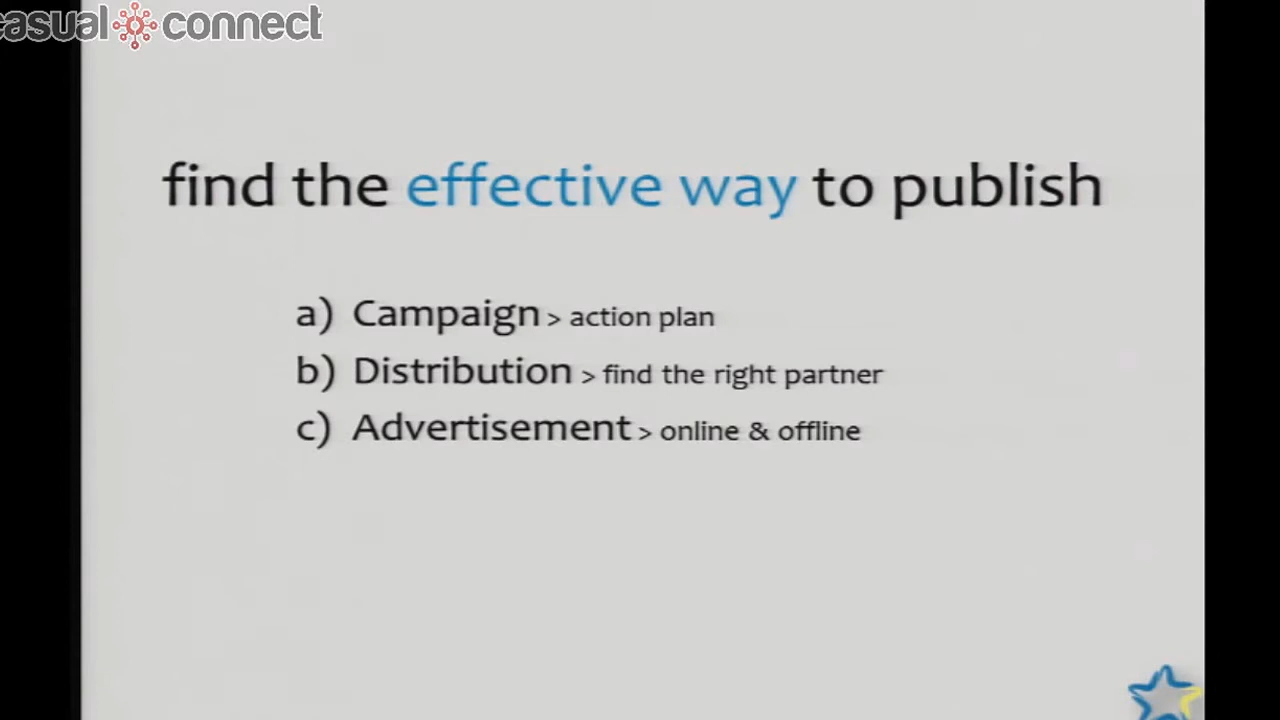 casual connect
find the effective way to publish
a) Campaign > action plan
b) Distribution > find the right partner
c) Advertisement > online & offline